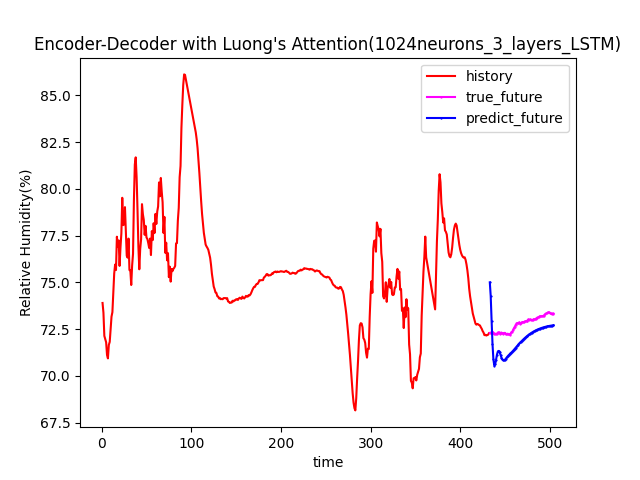 Encoder-Decoder with Luong's Attention(1024neurons_3_layers_LSTM)
history
true_future
predict_future
Relative Humidity(%)
85.0
82.5
80.0
77.5
75.0
72.5
70.0
67.5
0 100 200 300 400 500
time